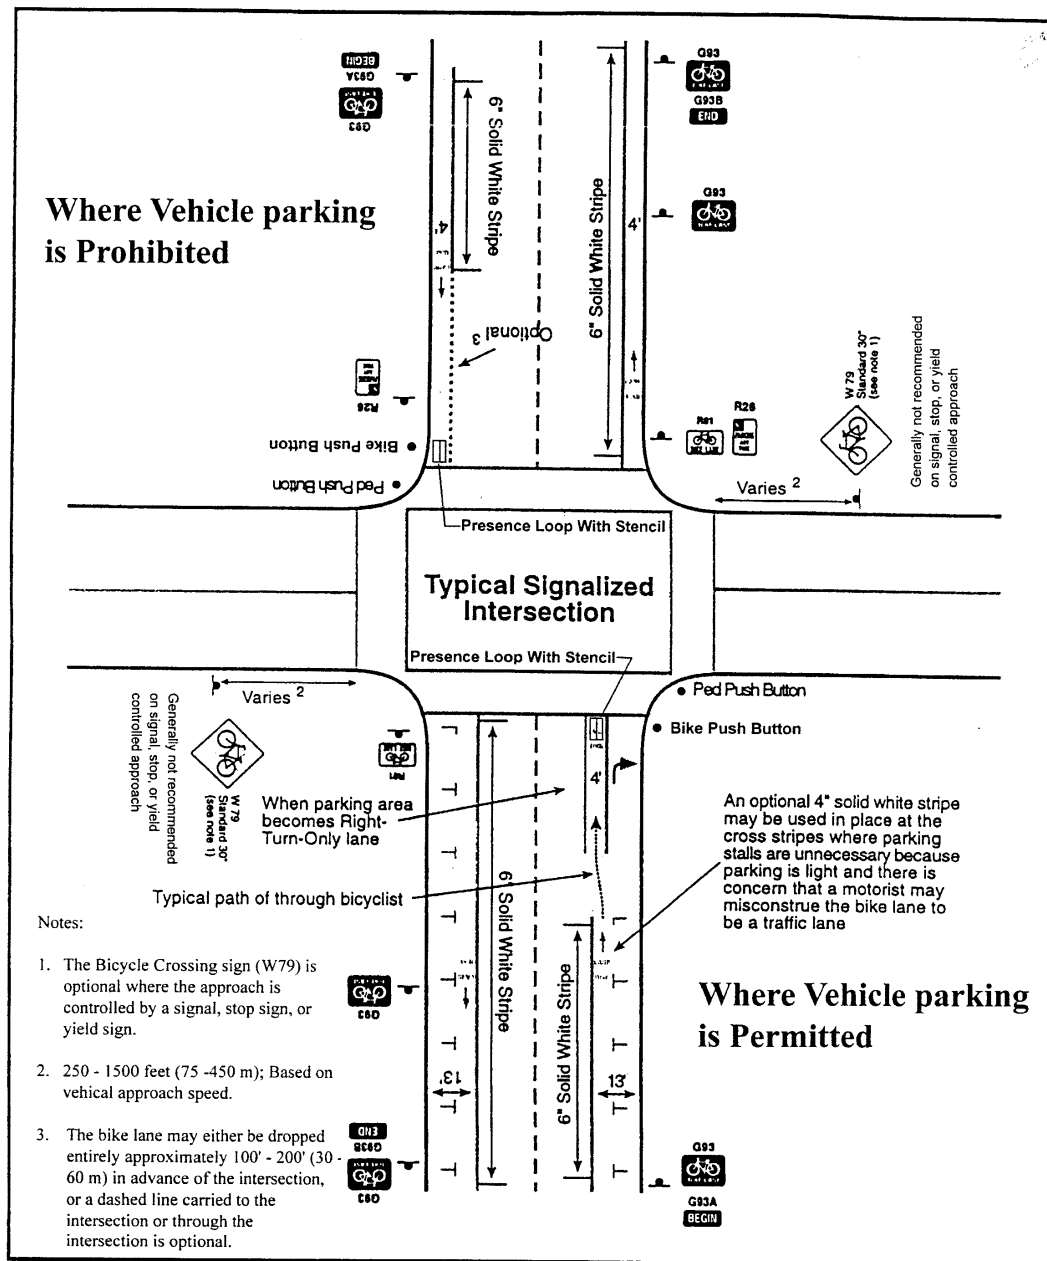 BEGIN
G93A
G93
G93
G93B
END
6" Solid White Stripe
6" Solid White Stripe
G93
Where Vehicle parking
is Prohibited
4'
4'
Optional 3
R26
R26
R81
W 79
Standard 30"
(see note 1)
Generally not recommended
on signal, stop, or yield
controlled approach
Bike Push Button
Ped Push Button
Varies 2
Presence Loop With Stencil
Typical Signalized
Intersection
Presence Loop With Stencil
Ped Push Button
Bike Push Button
Varies 2
Generally not recommended
on signal, stop, or yield
controlled approach
W 79
Standard 30"
(see note 1)
R81
4'
When parking area
becomes Right-
Turn-Only lane
Typical path of through bicyclist
An optional 4" solid white stripe
may be used in place at the
cross stripes where parking
stalls are unnecessary because
parking is light and there is
concern that a motorist may
misconstrue the bike lane to
be a traffic lane
6" Solid White Stripe
6" Solid White Stripe
Where Vehicle parking
is Permitted
G93
13'
13'
END
G93B
G93
G93
G93A
BEGIN
Notes:
1. The Bicycle Crossing sign (W79) is
optional where the approach is
controlled by a signal, stop sign, or
yield sign.
2. 250 - 1500 feet (75 -450 m); Based on
vehical approach speed.
3. The bike lane may either be dropped
entirely approximately 100' - 200' (30 -
60 m) in advance of the intersection,
or a dashed line carried to the
intersection or through the
intersection is optional.